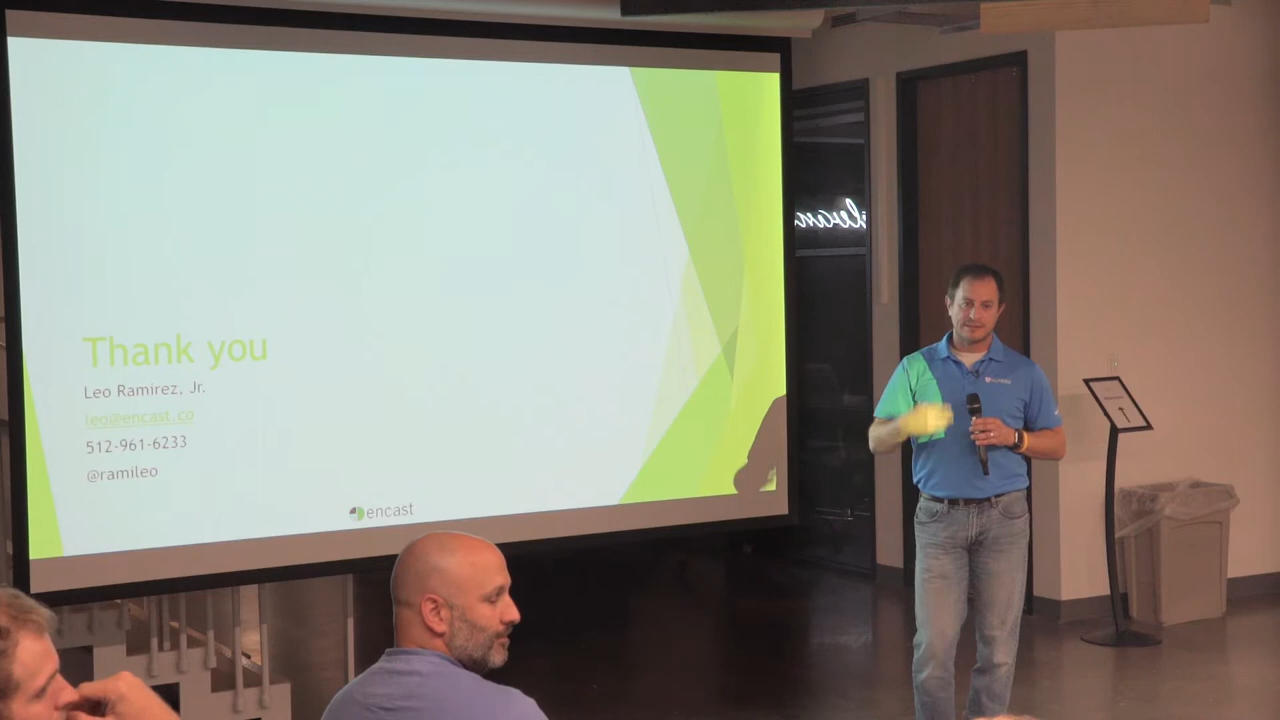 Thank you
Leo Ramirez, Jr.
leo@encast.co
512-961-6233
@ramileo
encast